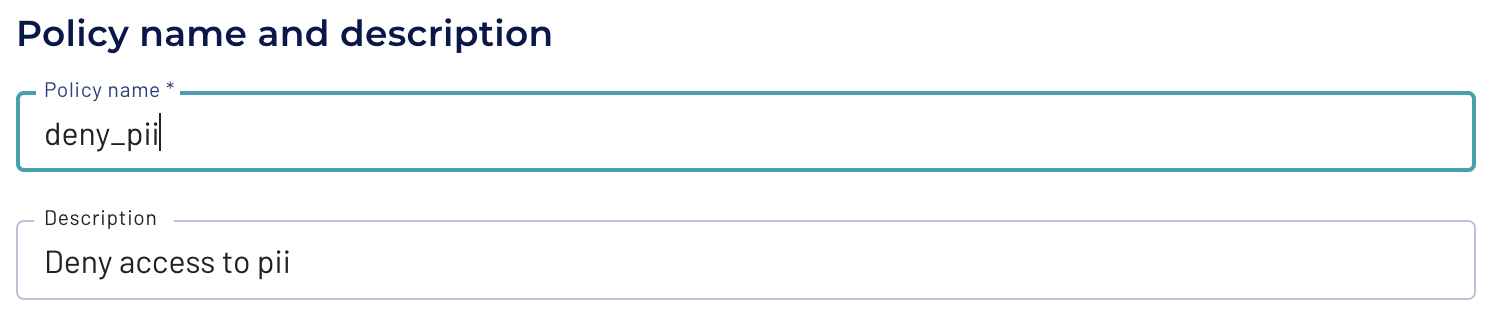 Policy name and description
Policy name *
deny_pii
Description
Deny access to pii